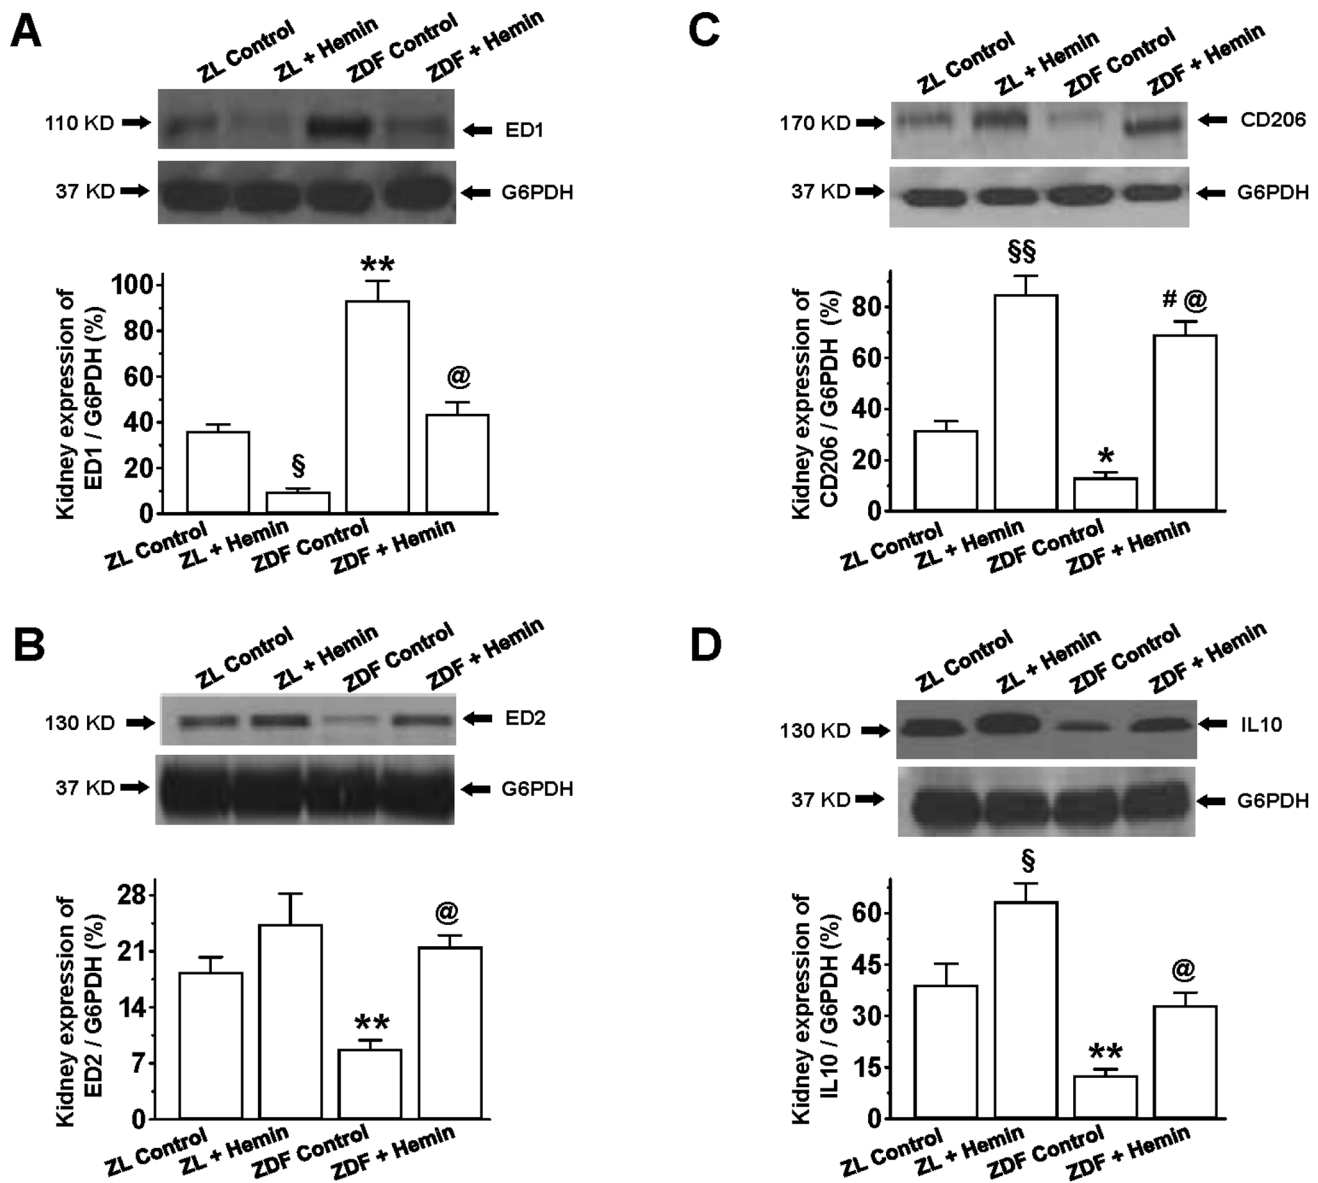 A
ZL Control
ZL + Hemin
ZDF Control
ZDF + Hemin
110 KD
ED1
37 KD
G6PDH
**
@
§
Kidney expression of
ED1 / G6PDH (%)
100
80
60
40
20
0
ZL Control
ZL + Hemin
ZDF Control
ZDF + Hemin
C
ZL Control
ZL + Hemin
ZDF Control
ZDF + Hemin
170 KD
CD206
37 KD
G6PDH
§§
# @
*
Kidney expression of
CD206 / G6PDH (%)
80
60
40
20
0
ZL Control
ZL + Hemin
ZDF Control
ZDF + Hemin
B
ZL Control
ZL + Hemin
ZDF Control
ZDF + Hemin
130 KD
ED2
37 KD
G6PDH
@
**
Kidney expression of
ED2 / G6PDH (%)
28
21
14
7
0
ZL Control
ZL + Hemin
ZDF Control
ZDF + Hemin
D
ZL Control
ZL + Hemin
ZDF Control
ZDF + Hemin
130 KD
IL10
37 KD
G6PDH
§
@
**
Kidney expression of
IL10 / G6PDH (%)
60
45
30
15
0
ZL Control
ZL + Hemin
ZDF Control
ZDF + Hemin